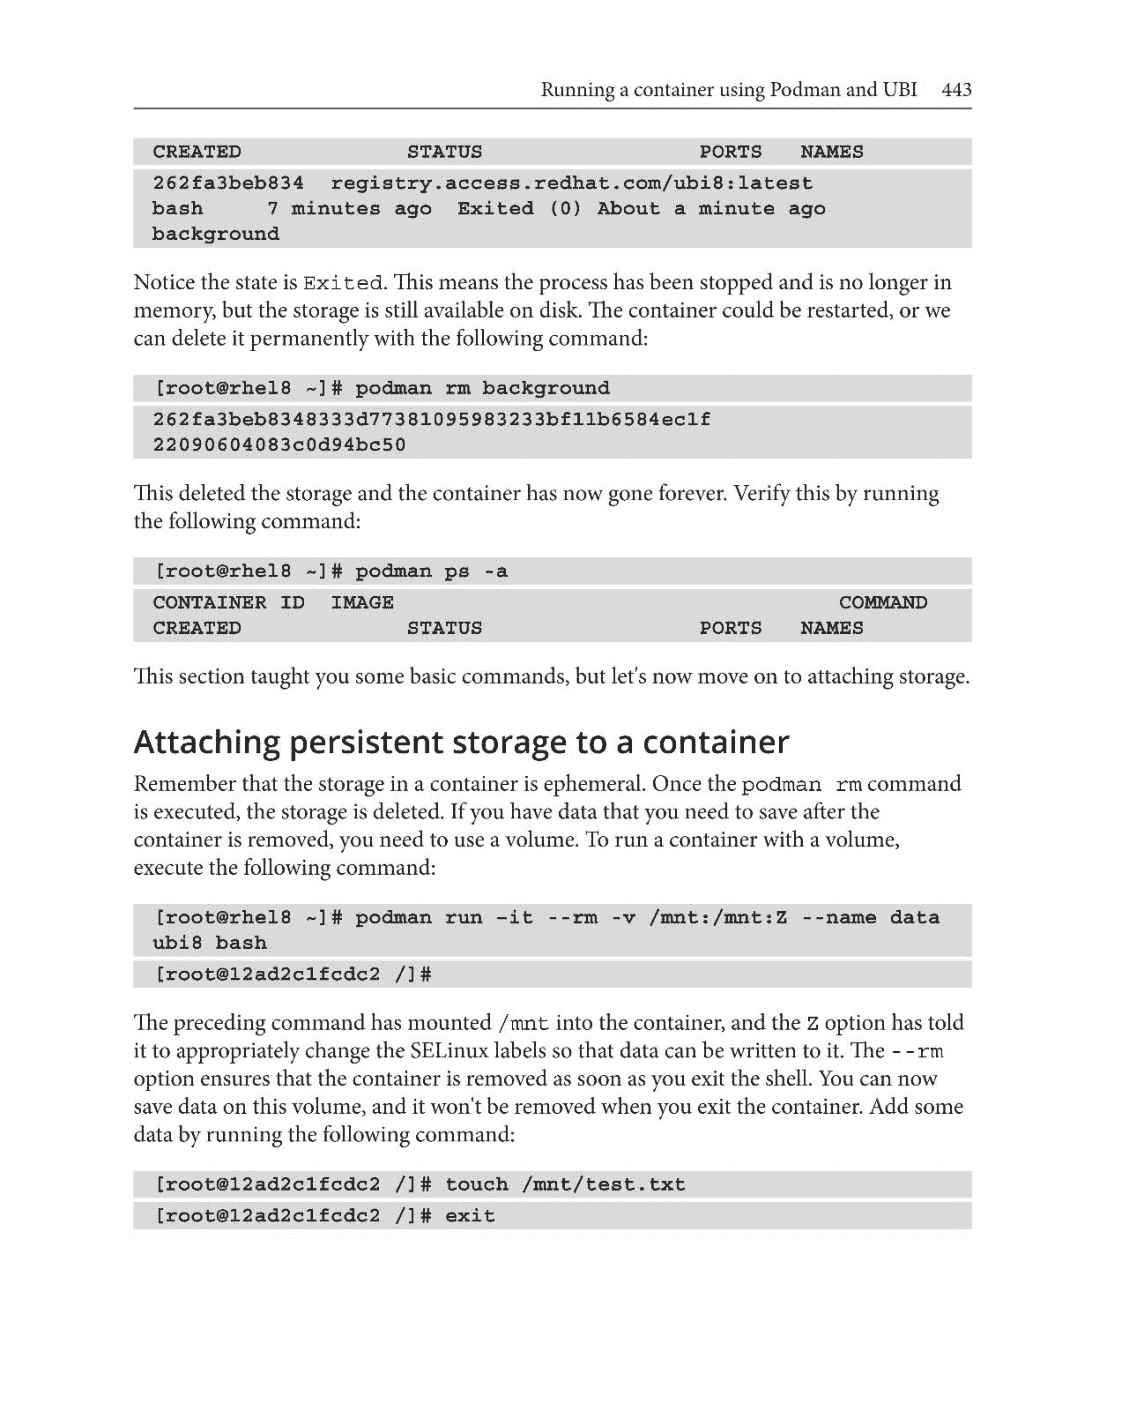 Running a container using Podman and UBI 443
CREATED STATUS PORTS NAMES
262fa3beb834 registry.access.redhat.com/ubi8:latest
bash 7 minutes ago Exited (0) About a minute ago
background
Notice the state is Exited. This means the process has been stopped and is no longer in
memory, but the storage is still available on disk. The container could be restarted, or we
can delete it permanently with the following command:
[root@rhel8 ~]# podman rm background
262fa3beb8348333d77381095983233bf11b6584ec1f
22090604083c0d94bc50
This deleted the storage and the container has now gone forever. Verify this by running
the following command:
[root@rhel8 ~]# podman ps -a
CONTAINER ID IMAGE COMMAND
CREATED STATUS PORTS NAMES
This section taught you some basic commands, but let's now move on to attaching storage.
Attaching persistent storage to a container
Remember that the storage in a container is ephemeral. Once the podman rm command
is executed, the storage is deleted. If you have data that you need to save after the
container is removed, you need to use a volume. To run a container with a volume,
execute the following command:
[root@rhel8 ~]# podman run –it --rm -v /mnt:/mnt:Z --name data
ubi8 bash
[root@12ad2c1fcdc2 /]#
The preceding command has mounted /mnt into the container, and the Z option has told
it to appropriately change the SELinux labels so that data can be written to it. The --rm
option ensures that the container is removed as soon as you exit the shell. You can now
save data on this volume, and it won't be removed when you exit the container. Add some
data by running the following command:
[root@12ad2c1fcdc2 /]# touch /mnt/test.txt
[root@12ad2c1fcdc2 /]# exit